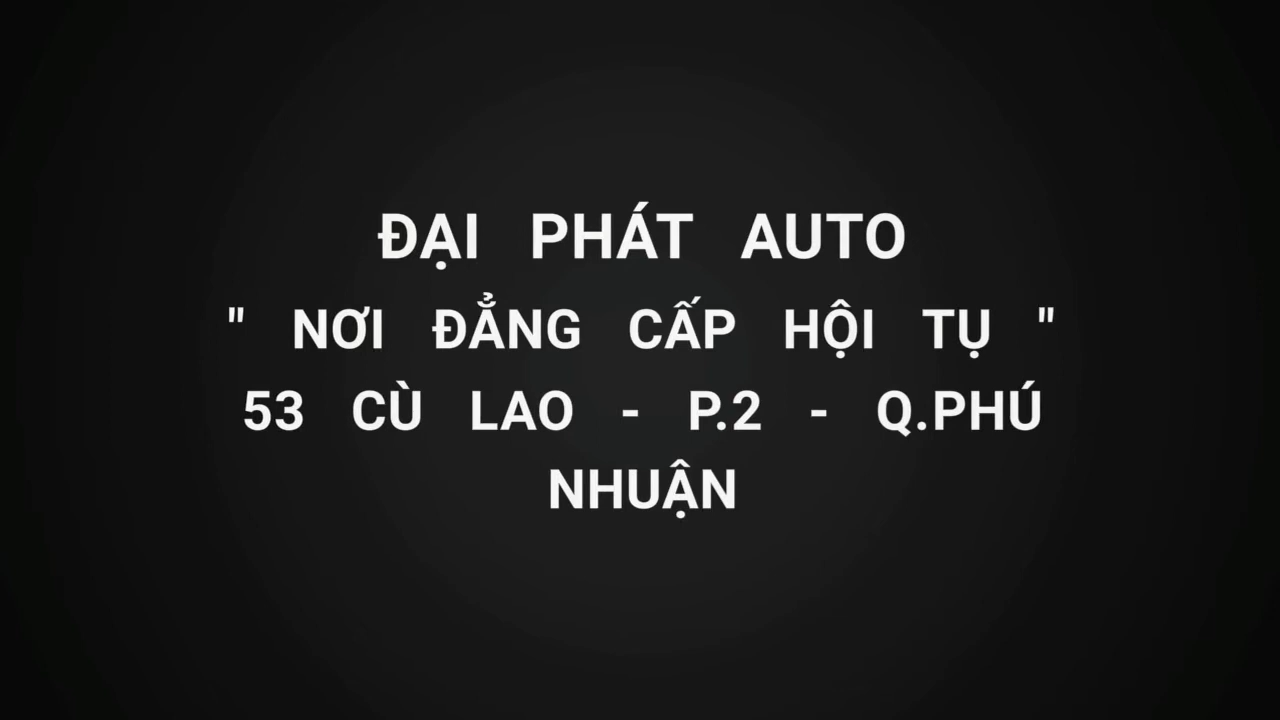 ĐẠI PHÁT AUTO
" NƠI ĐẲNG CẤP HỘI TỤ "
53 CÙ LAO - P.2 - Q.PHÚ
NHUẬN